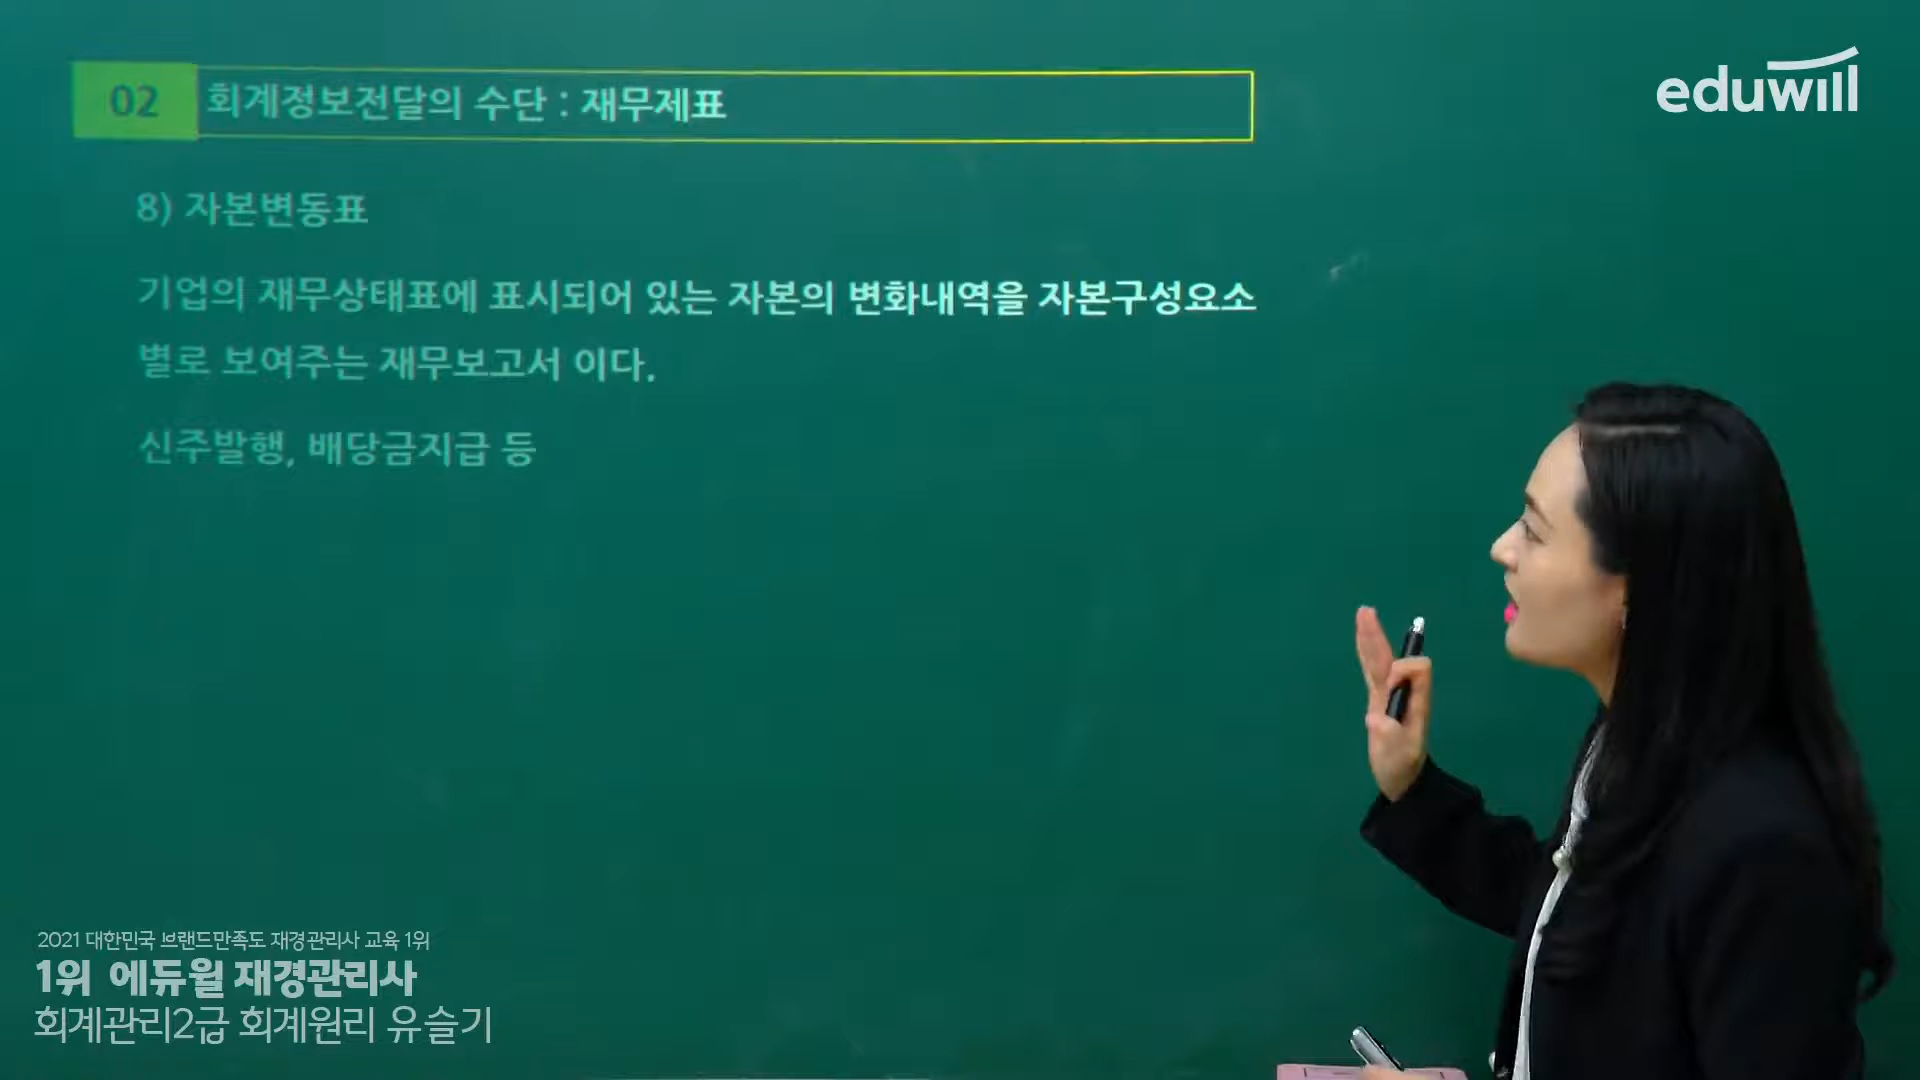 eduwill
02 회계정보전달의 수단 : 재무제표
8) 자본변동표
기업의 재무상태표에 표시되어 있는 자본의 변화내역을 자본구성요소
별로 보여주는 재무보고서 이다.
신주발행, 배당금지급 등
2021 대한민국 브랜드만족도 재경관리사 교육 1위
1위 에듀윌 재경관리사
회계관리2급 회계원리 유슬기